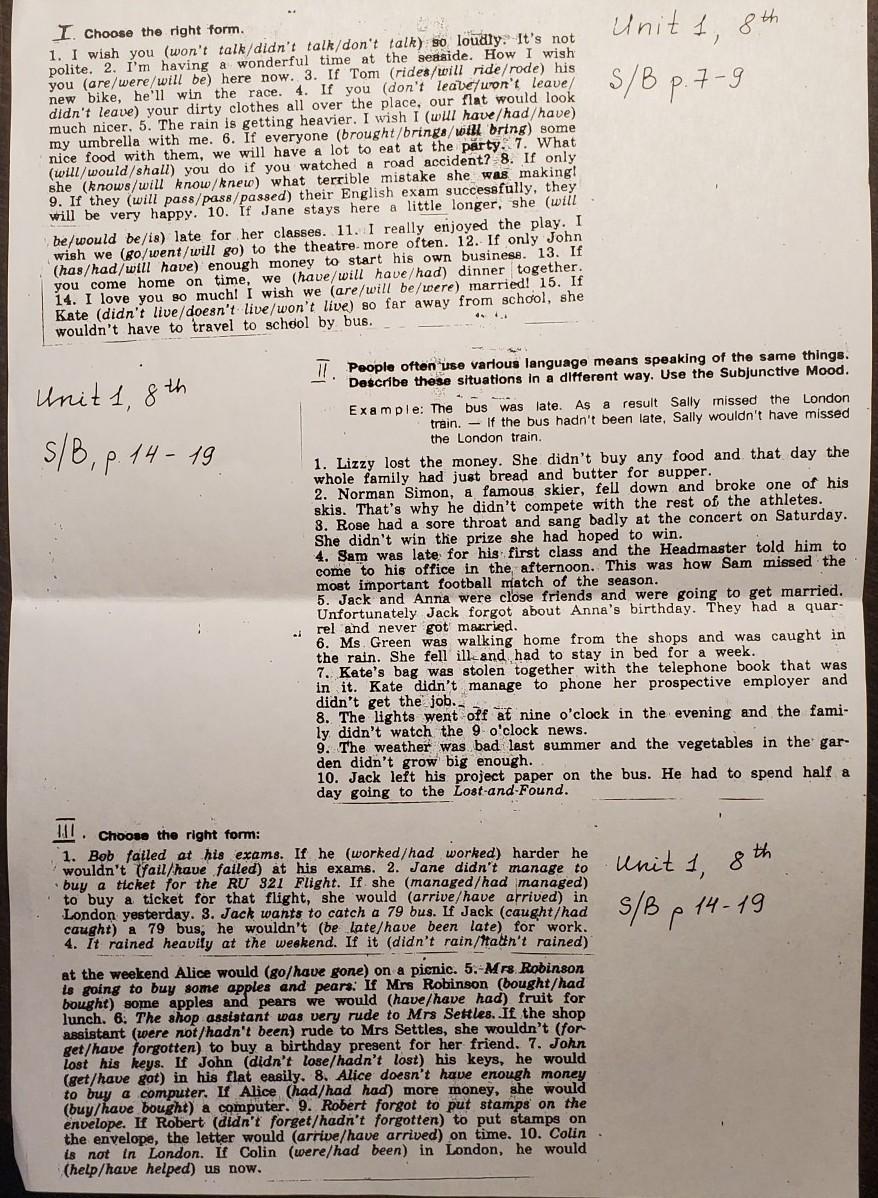 I. Choose the right form.
Unit 1, 8th
S/B p. 7-9
1. I wish you (won't talk/didn't talk/don't talk) so loudly. It's not
polite. 2. I'm having a wonderful time at the seaside. How I wish
you (are/were/will be) here now. 3. If Tom (rides/will ride/rode) his
new bike, he'll win the race. 4. If you (don't leave/won't leave/
didn't leave) your dirty clothes all over the place, our flat would look
much nicer. 5. The rain is getting heavier. I wish I (will have/had/have)
my umbrella with me. 6. If everyone (brought/brings/will bring) some
nice food with them, we will have a lot to eat at the party. 7. What
(will/would/shall) you do if you watched a road accident? 8. If only
she (knows/will know/knew) what terrible mistake she was making!
9. If they (will pass/pass/passed) their English exam successfully, they
will be very happy. 10. If Jane stays here a little longer, she (will
be/would be/is) late for her classes. 11. I really enjoyed the play. I
wish we (go/went/will go) to the theatre more often. 12. If only John
(has/had/will have) enough money to start his own business. 13. If
you come home on time, we (have/will have/had) dinner together.
14. I love you so much! I wish we (are/will be/were) married! 15. If
Kate (didn't live/doesn't live/won't live) so far away from school, she
wouldn't have to travel to school by bus.
Unit 1, 8th
S/B, p. 14-19
II. People often use various language means speaking of the same things.
Describe these situations in a different way. Use the Subjunctive Mood.
Example: The bus was late. As a result Sally missed the London
train. — If the bus hadn't been late, Sally wouldn't have missed
the London train.
1. Lizzy lost the money. She didn't buy any food and that day the
whole family had just bread and butter for supper.
2. Norman Simon, a famous skier, fell down and broke one of his
skis. That's why he didn't compete with the rest of the athletes.
3. Rose had a sore throat and sang badly at the concert on Saturday.
She didn't win the prize she had hoped to win.
4. Sam was late for his first class and the Headmaster told him to
come to his office in the afternoon. This was how Sam missed the
most important football match of the season.
5. Jack and Anna were close friends and were going to get married.
Unfortunately Jack forgot about Anna's birthday. They had a quar-
rel and never got married.
6. Ms Green was walking home from the shops and was caught in
the rain. She fell ill and had to stay in bed for a week.
7. Kate's bag was stolen together with the telephone book that was
in it. Kate didn't manage to phone her prospective employer and
didn't get the job.
8. The lights went off at nine o'clock in the evening and the fami-
ly didn't watch the 9 o'clock news.
9. The weather was bad last summer and the vegetables in the gar-
den didn't grow big enough.
10. Jack left his project paper on the bus. He had to spend half a
day going to the Lost-and-Found.
III. Choose the right form:
Unit 1, 8th
S/B p 14-19
1. Bob failed at his exams. If he (worked/had worked) harder he
wouldn't (fail/have failed) at his exams. 2. Jane didn't manage to
buy a ticket for the RU 321 Flight. If she (managed/had managed)
to buy a ticket for that flight, she would (arrive/have arrived) in
London yesterday. 3. Jack wants to catch a 79 bus. If Jack (caught/had
caught) a 79 bus, he wouldn't (be late/have been late) for work.
4. It rained heavily at the weekend. If it (didn't rain/hadn't rained)
at the weekend Alice would (go/have gone) on a picnic. 5. Mrs Robinson
is going to buy some apples and pears. If Mrs Robinson (bought/had
bought) some apples and pears we would (have/have had) fruit for
lunch. 6. The shop assistant was very rude to Mrs Settles. If the shop
assistant (were not/hadn't been) rude to Mrs Settles, she wouldn't (for-
get/have forgotten) to buy a birthday present for her friend. 7. John
lost his keys. If John (didn't lose/hadn't lost) his keys, he would
(get/have got) in his flat easily. 8. Alice doesn't have enough money
to buy a computer. If Alice (had/had had) more money, she would
(buy/have bought) a computer. 9. Robert forgot to put stamps on the
envelope. If Robert (didn't forget/hadn't forgotten) to put stamps on
the envelope, the letter would (arrive/have arrived) on time. 10. Colin
is not in London. If Colin (were/had been) in London, he would
(help/have helped) us now.